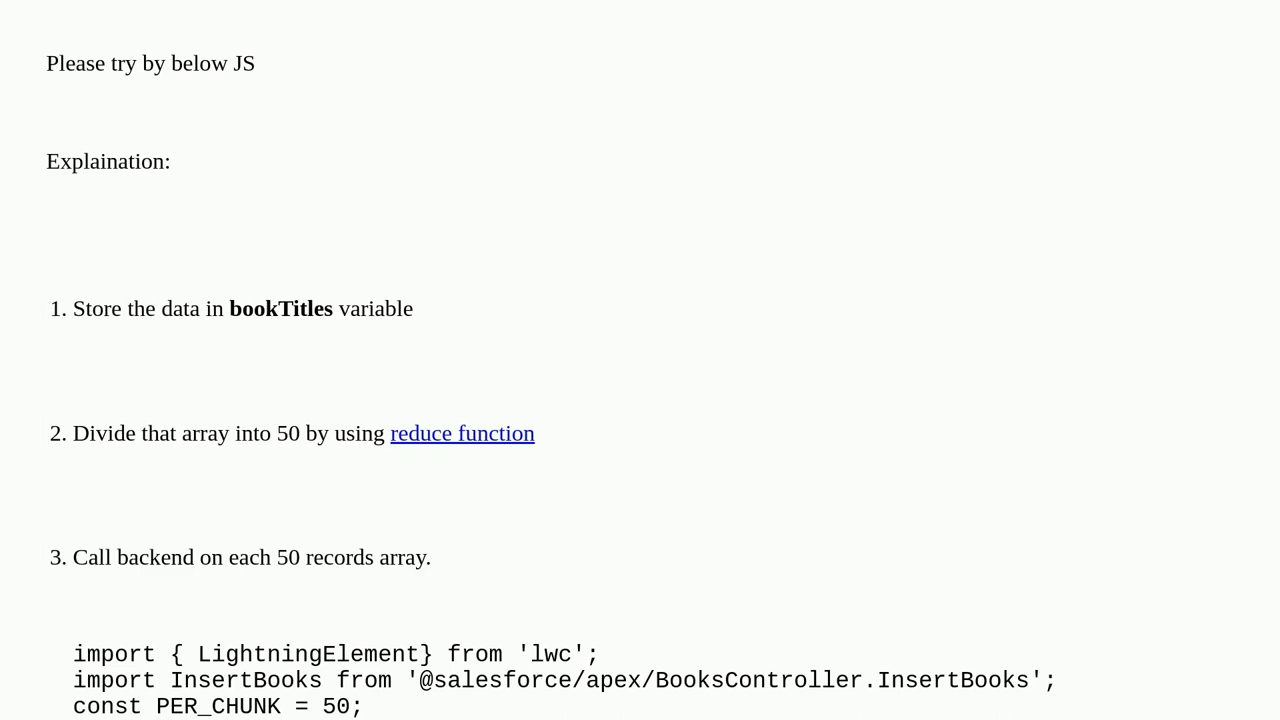 Please try by below JS
Explaination:
1. Store the data in bookTitles variable
2. Divide that array into 50 by using reduce function
3. Call backend on each 50 records array.
import { LightningElement} from 'lwc';
import InsertBooks from '@salesforce/apex/BooksController.InsertBooks';
const PER_CHUNK = 50;